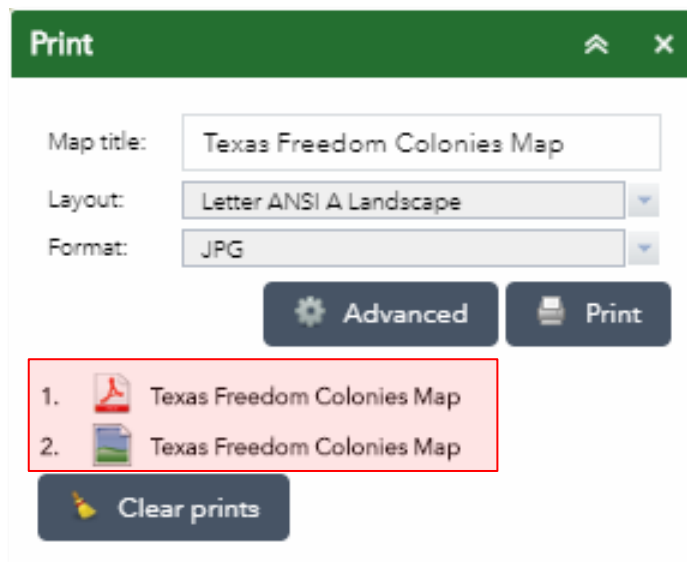 Print
Map title: Texas Freedom Colonies Map
Layout: Letter ANSI A Landscape
Format: JPG
Advanced Print
1. Texas Freedom Colonies Map
2. Texas Freedom Colonies Map
Clear prints